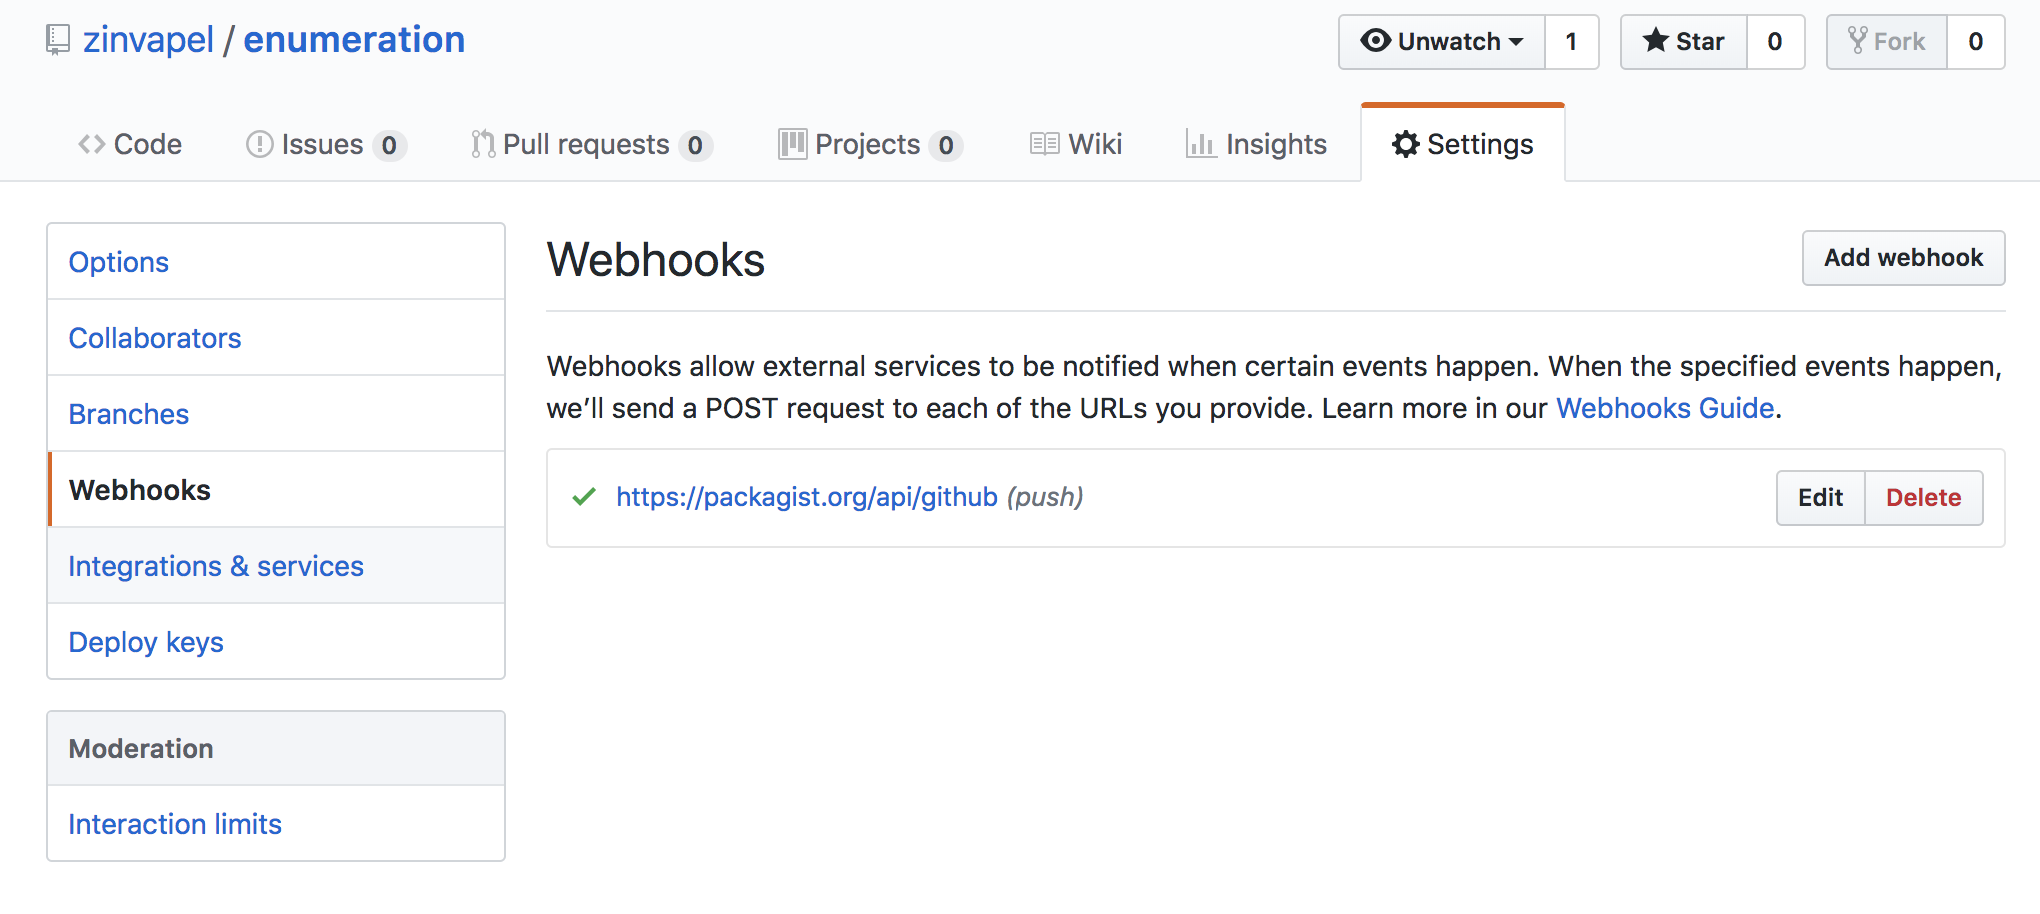 zinvapel / enumeration
Unwatch 1
Star 0
Fork 0
Code
Issues 0
Pull requests 0
Projects 0
Wiki
Insights
Settings
Options
Collaborators
Branches
Webhooks
Integrations & services
Deploy keys
Moderation
Interaction limits
Webhooks
Add webhook
Webhooks allow external services to be notified when certain events happen. When the specified events happen,
we’ll send a POST request to each of the URLs you provide. Learn more in our Webhooks Guide.
https://packagist.org/api/github (push)
Edit
Delete